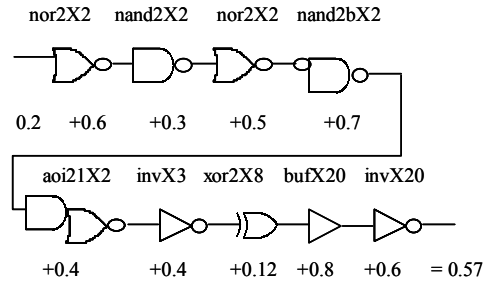 nor2X2 nand2X2 nor2X2 nand2bX2
0.2 +0.6 +0.3 +0.5 +0.7
aoi21X2 invX3 xor2X8 bufX20 invX20
+0.4 +0.4 +0.12 +0.8 +0.6 = 0.57